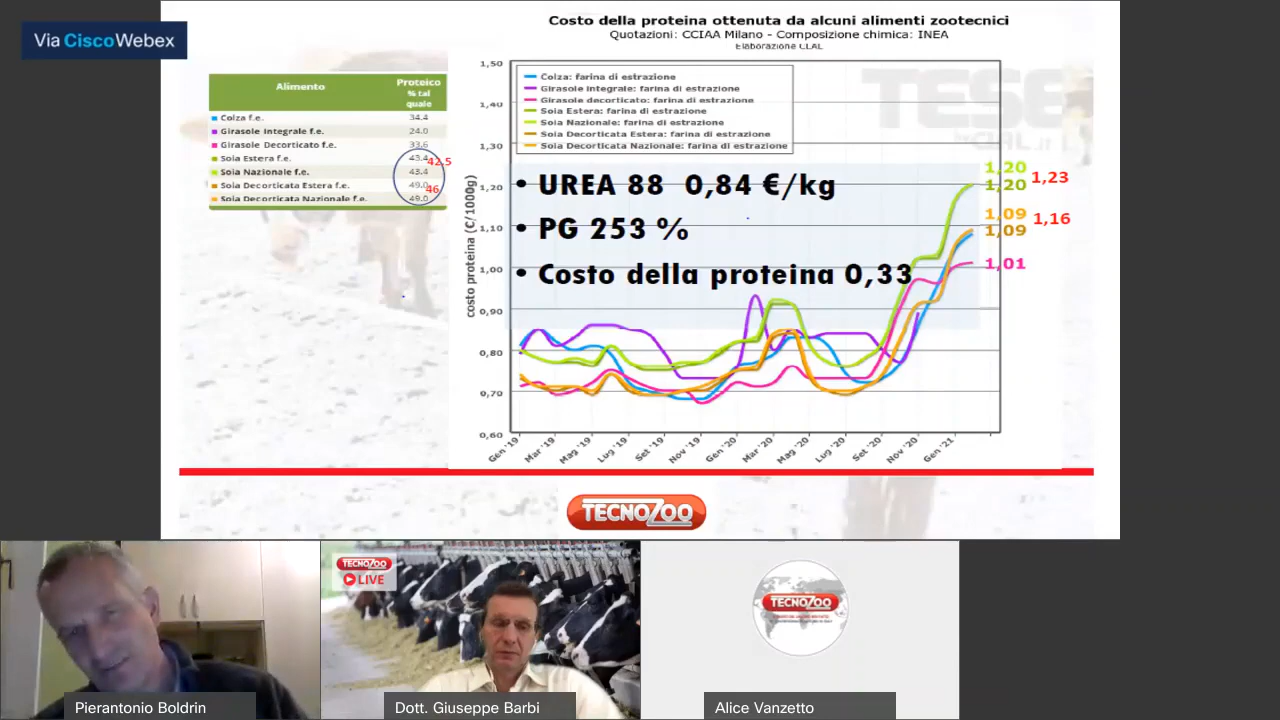 Via CiscoWebex
Costo della proteina ottenuta da alcuni alimenti zootecnici
Quotazioni: CCIAA Milano - Composizione chimica: INEA
Elaborazione CLAL
Alimento
Proteico
% tal
quale
Colza f.e. 34.4
Girasole Integrale f.e. 24.0
Girasole Decorticato f.e. 33.6
Soia Estera f.e. 43.4
42,5
Soia Nazionale f.e. 43.4
Soia Decorticata Estera f.e. 49.0
46
Soia Decorticata Nazionale f.e. 49.0
costo proteina (€/1000g)
1,50
1,40
1,30
1,20
1,10
1,00
0,90
0,80
0,70
0,60
Colza: farina di estrazione
Girasole Integrale: farina di estrazione
Girasole decorticato: farina di estrazione
Soia Estera: farina di estrazione
Soia Nazionale: farina di estrazione
Soia Decorticata Estera: farina di estrazione
Soia Decorticata Nazionale: farina di estrazione
TESE
by CLAL.it
• UREA 88 0,84 €/kg
• PG 253 %
• Costo della proteina 0,33
1,20
1,20
1,23
1,09
1,09
1,16
1,01
Gen '19
Mar '19
Mag '19
Lug '19
Set '19
Nov '19
Gen '20
Mar '20
Mag '20
Lug '20
Set '20
Nov '20
Gen '21
TECNOZOO
TECNOZOO
LIVE
TECNOZOO
Pierantonio Boldrin
Dott. Giuseppe Barbi
Alice Vanzetto